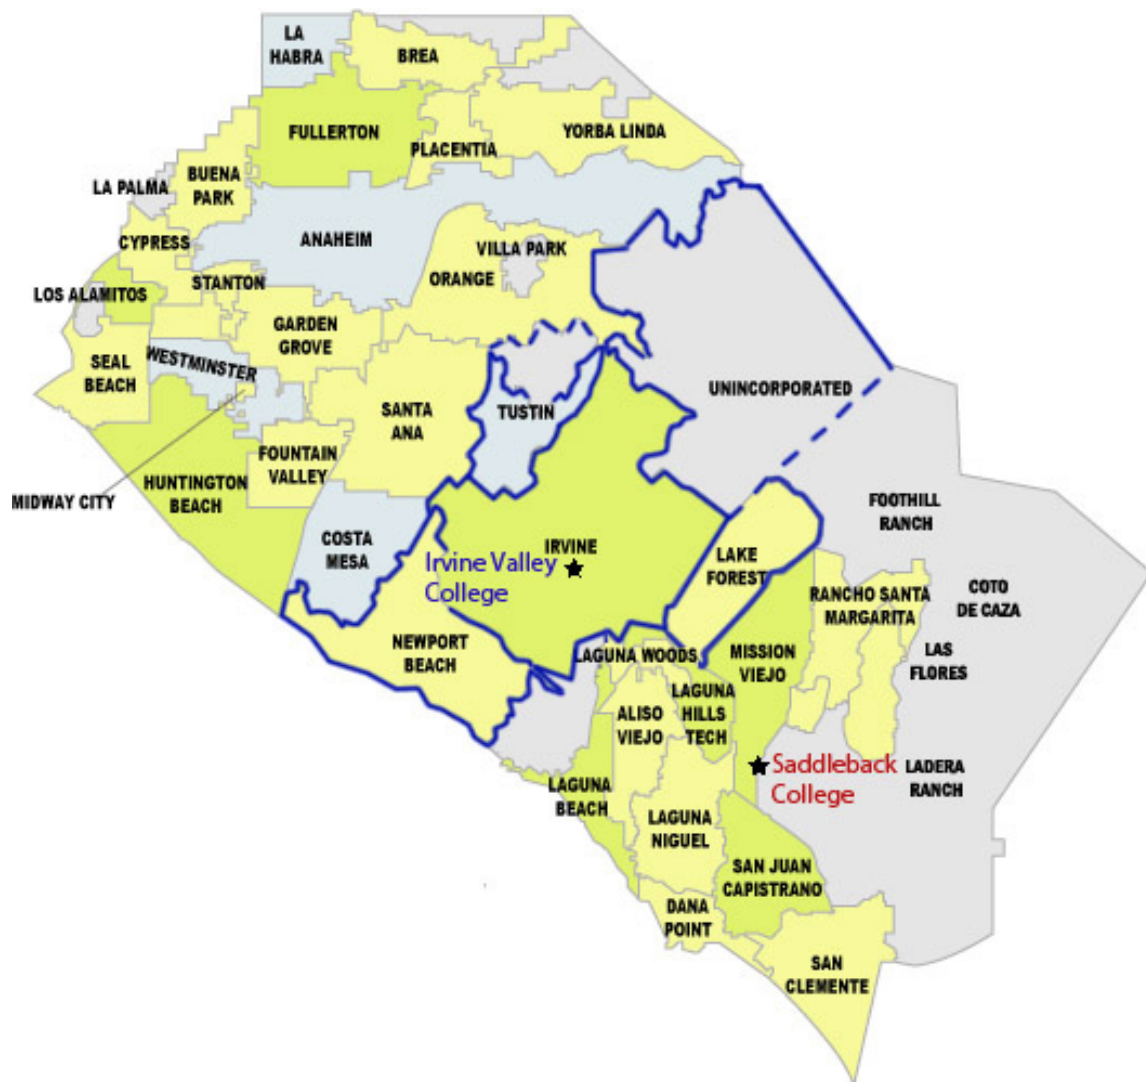 LA
HABRA
BREA
FULLERTON
PLACENTIA
YORBA LINDA
BUENA
PARK
LA PALMA
CYPRESS
ANAHEIM
VILLA PARK
ORANGE
STANTON
LOS ALAMITOS
GARDEN
GROVE
WESTMINSTER
SEAL
BEACH
UNINCORPORATED
TUSTIN
SANTA
ANA
FOUNTAIN
VALLEY
HUNTINGTON
BEACH
MIDWAY CITY
FOOTHILL
RANCH
COSTA
MESA
IRVINE
Irvine Valley
College
LAKE
FOREST
RANCHO SANTA
MARGARITA
COTO
DE CAZA
NEWPORT
BEACH
LAGUNA WOODS
MISSION
VIEJO
LAS
FLORES
LAGUNA
HILLS
TECH
ALISO
VIEJO
Saddleback
College
LADERA
RANCH
LAGUNA
BEACH
LAGUNA
NIGUEL
SAN JUAN
CAPISTRANO
DANA
POINT
SAN
CLEMENTE